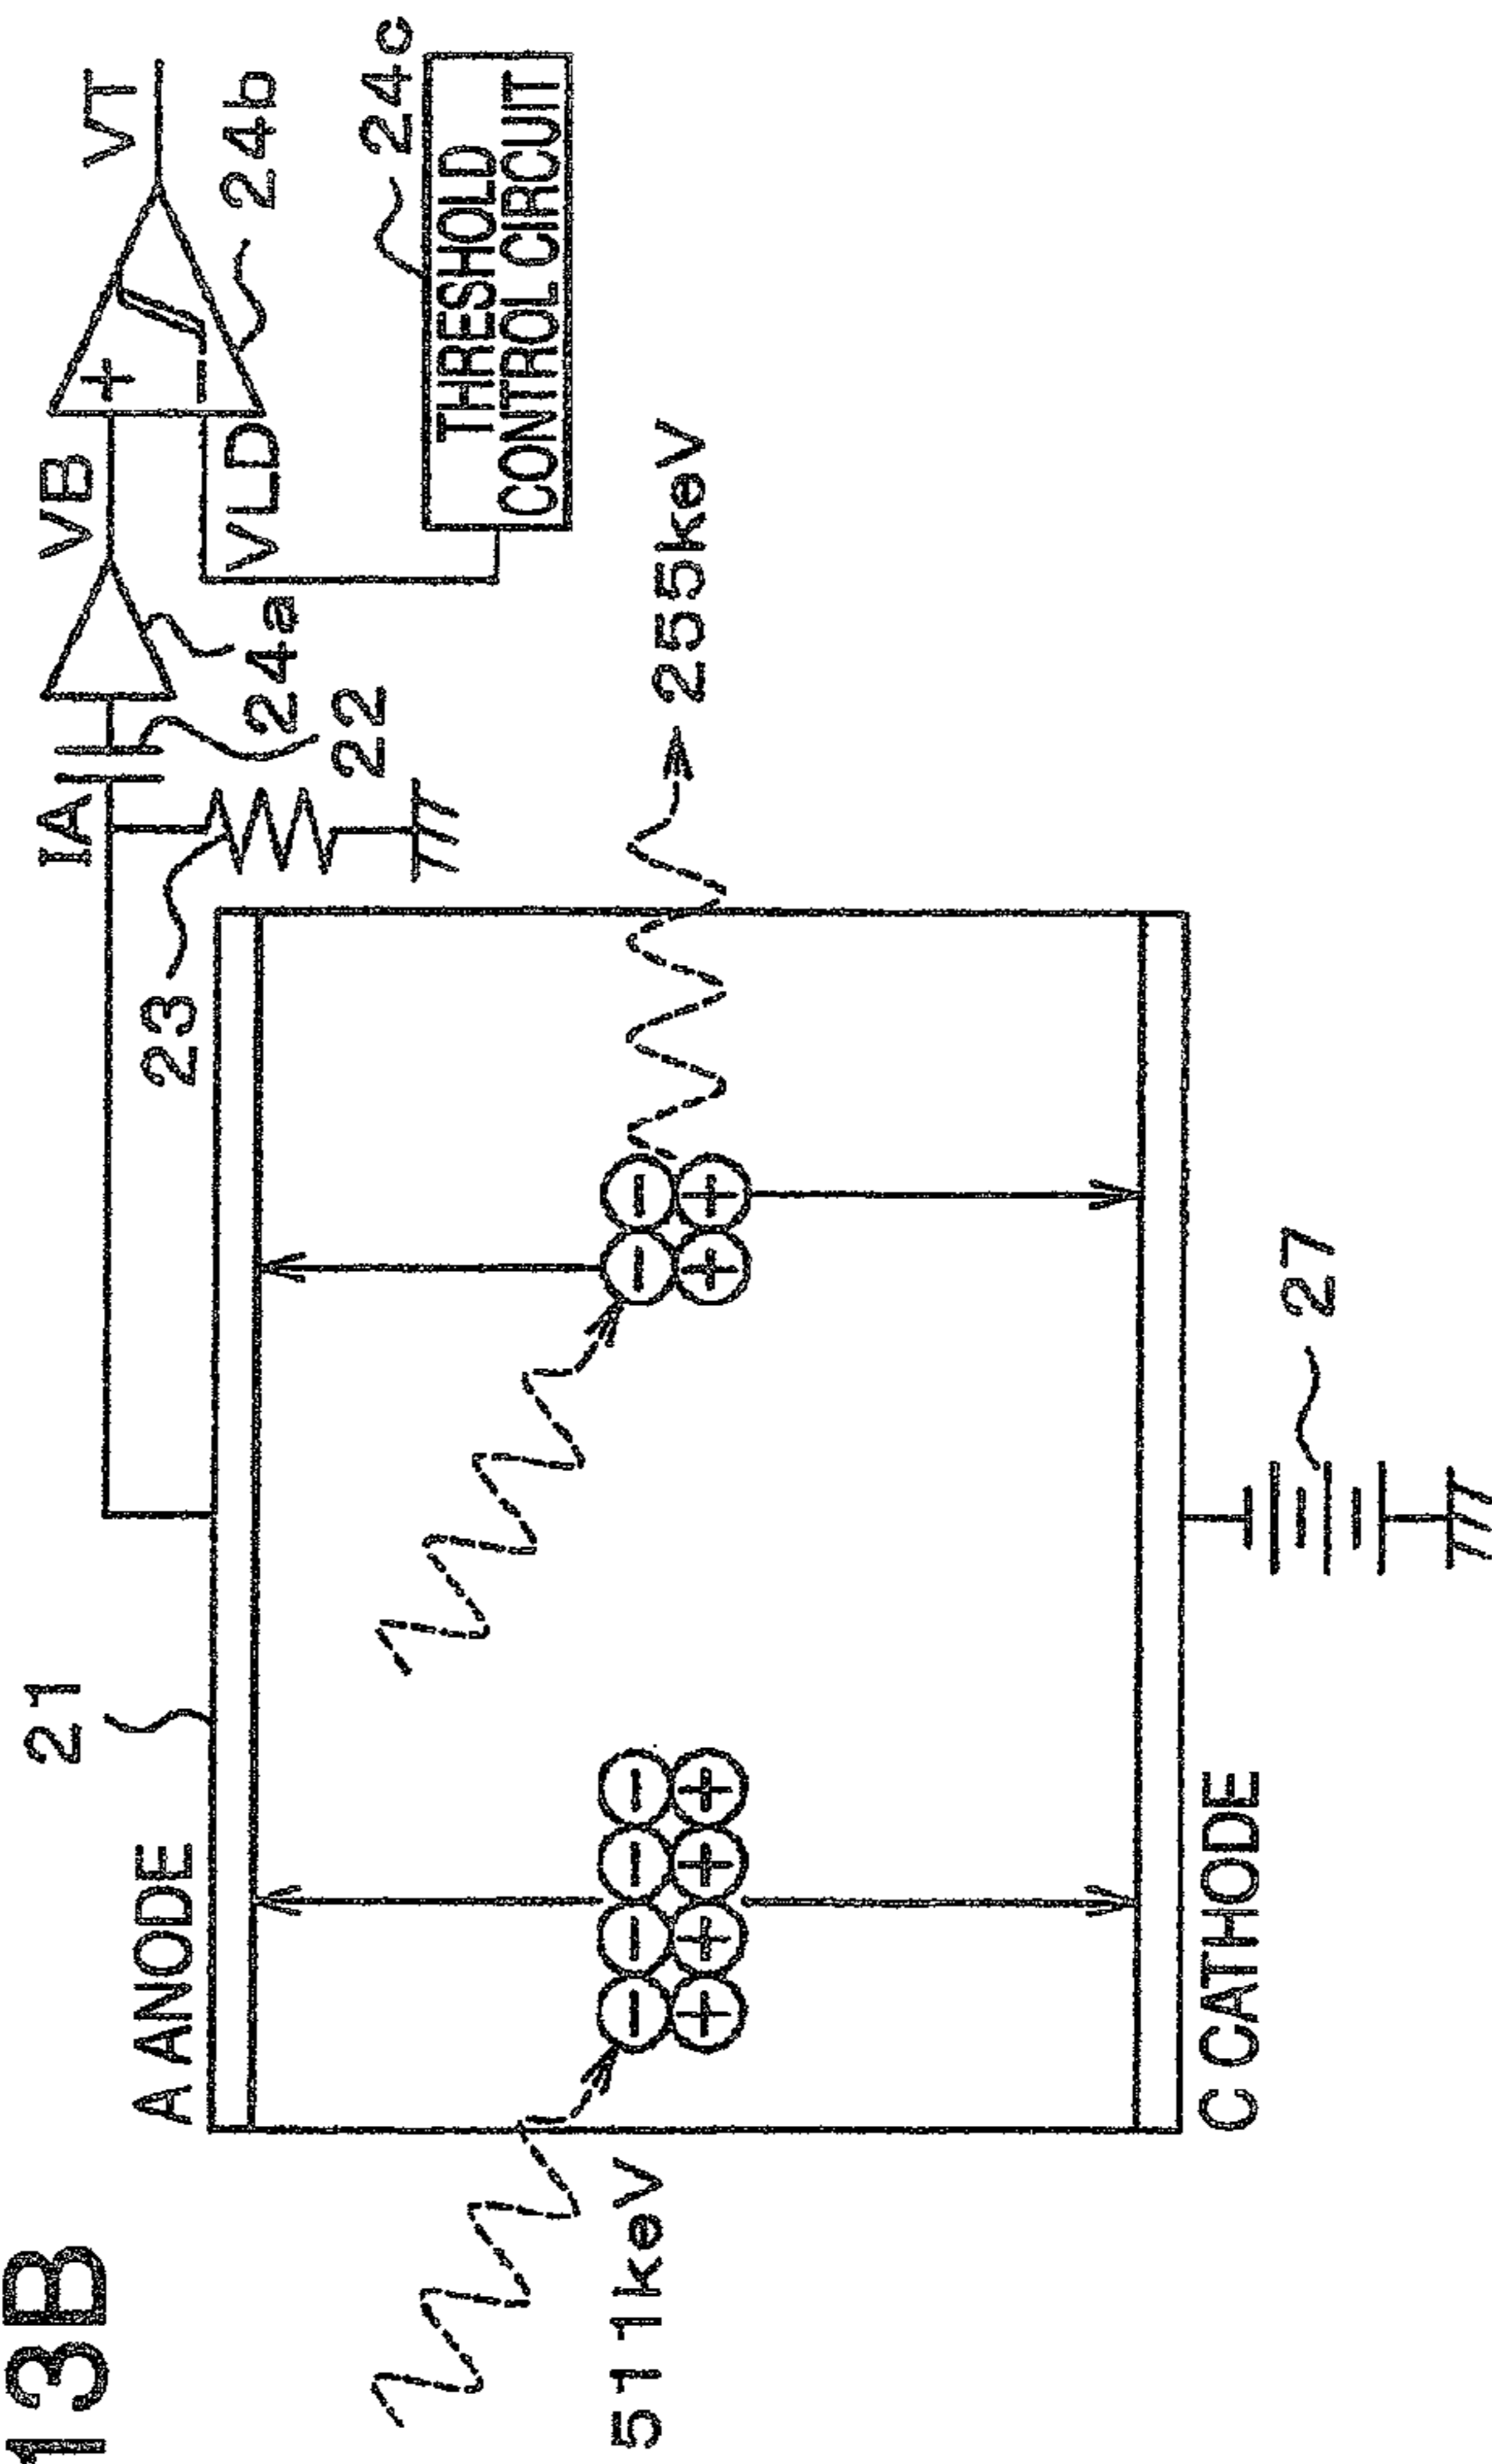 13B
21
A ANODE
23
IA
22
24a
VB
VLD
VT
24b
24c
THRESHOLD
CONTROL CIRCUIT
511keV
255keV
C CATHODE
27